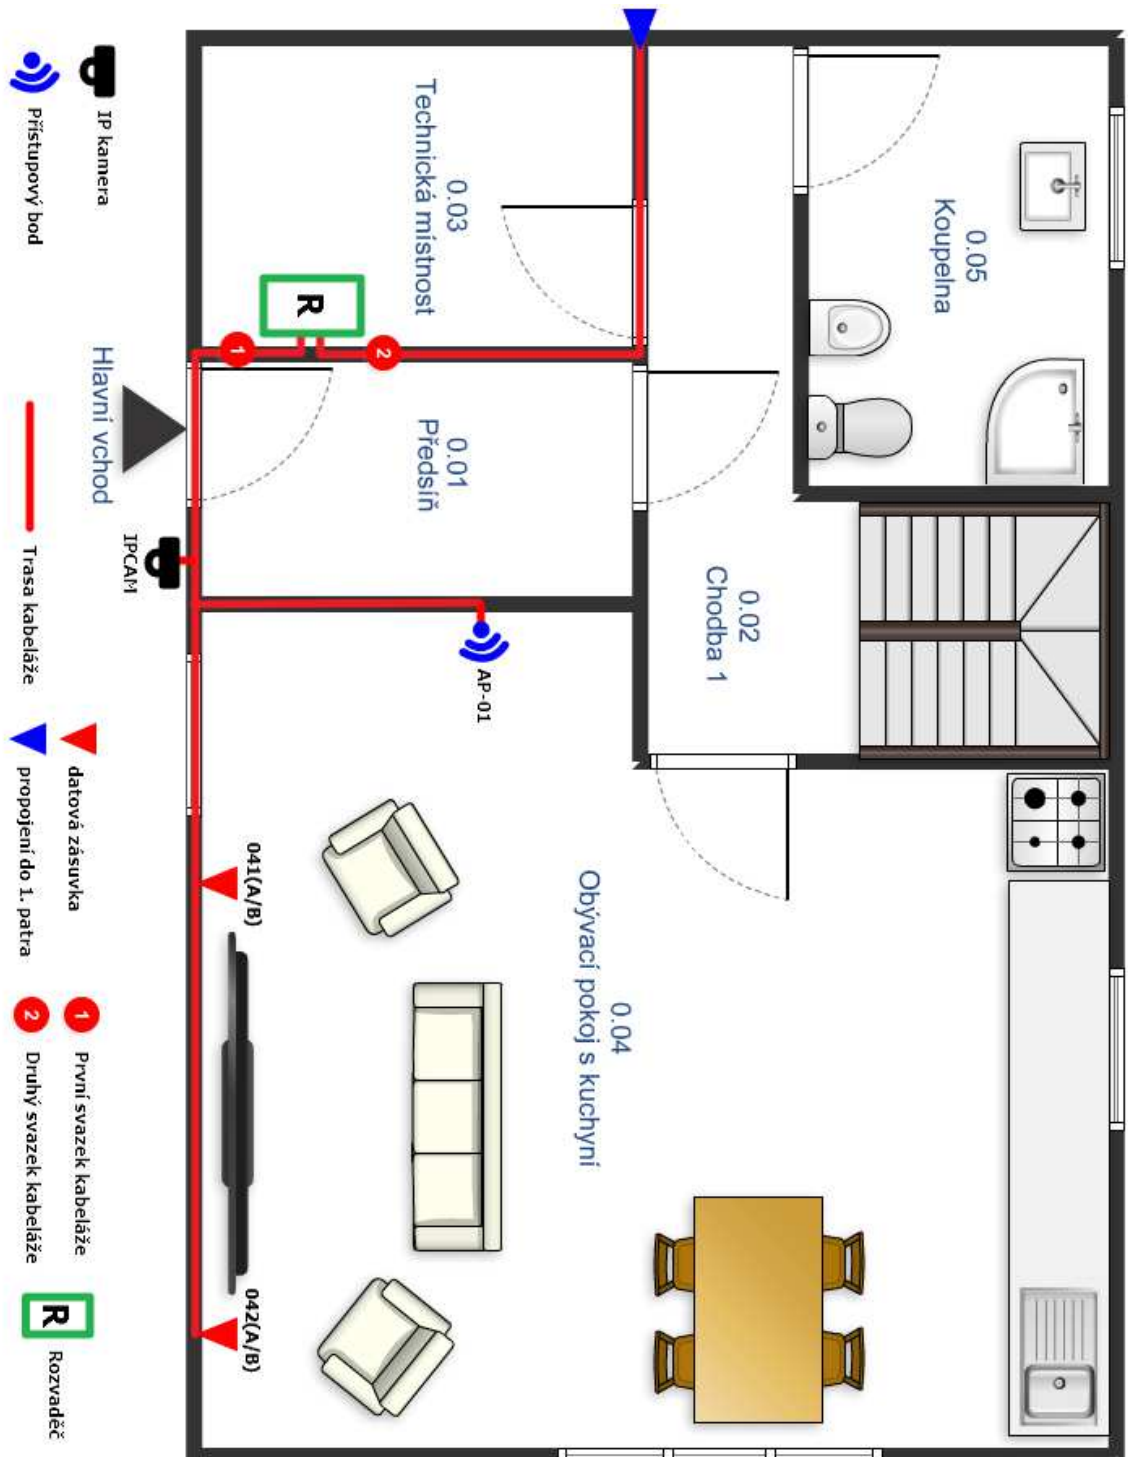 0.05
Koupelna
0.03
Technická místnost
R
1
2
0.01
Předsíň
0.02
Chodba 1
0.04
Obývací pokoj s kuchyní
AP-01
IPCAM
041(A/B)
042(A/B)
Hlavní vchod
IP kamera
Přístupový bod
Trasa kabeláže
datová zásuvka
propojení do 1. patra
1
První svazek kabeláže
2
Druhý svazek kabeláže
R
Rozvaděč